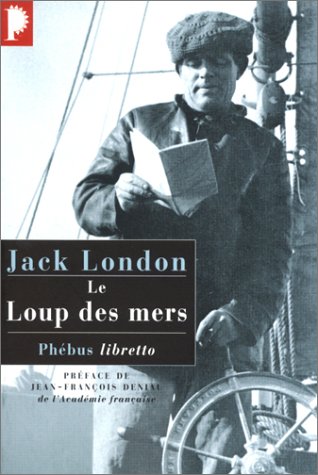 Jack London
Le
Loup des mers
Phébus libretto
PRÉFACE DE
JEAN-FRANÇOIS DENIAU
de l'Académie française